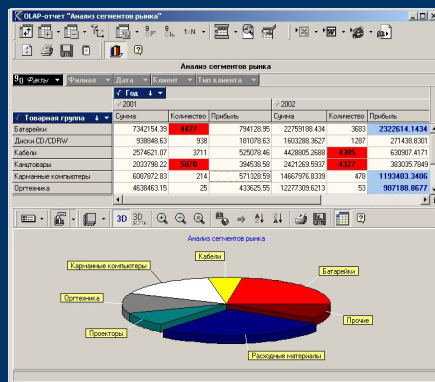 OLAP-отчет "Анализ сегментов рынка"
Анализ сегментов рынка
Факты Филиал Дата Клиент Тип клиента
Год
2001 2002
Товарная группа Сумма Количество Прибыль Сумма Количество Прибыль
Батарейки 7342154.39 4427 794128.95 22759188.434 3683 2322614.1434
Диски CD/CDRW 938848.63 938 181078.63 1603288.3627 1287 271438.8301
Кабели 2574621.07 3711 525078.46 4428805.2688 4385 630907.4171
Канцтовары 2033798.22 5020 394538.58 2421269.5937 4327 383035.7849
Карманные компьютеры 6087872.83 214 571328.59 14667976.8339 478 1193403.3406
Оргтехника 4638463.15 25 433625.55 12277309.6213 53 907188.8677
3D 3D
Анализ сегментов рынка
Кабели
Карманные компьютеры
Батарейки
Оргтехника
Прочие
Проекторы
Расходные материалы